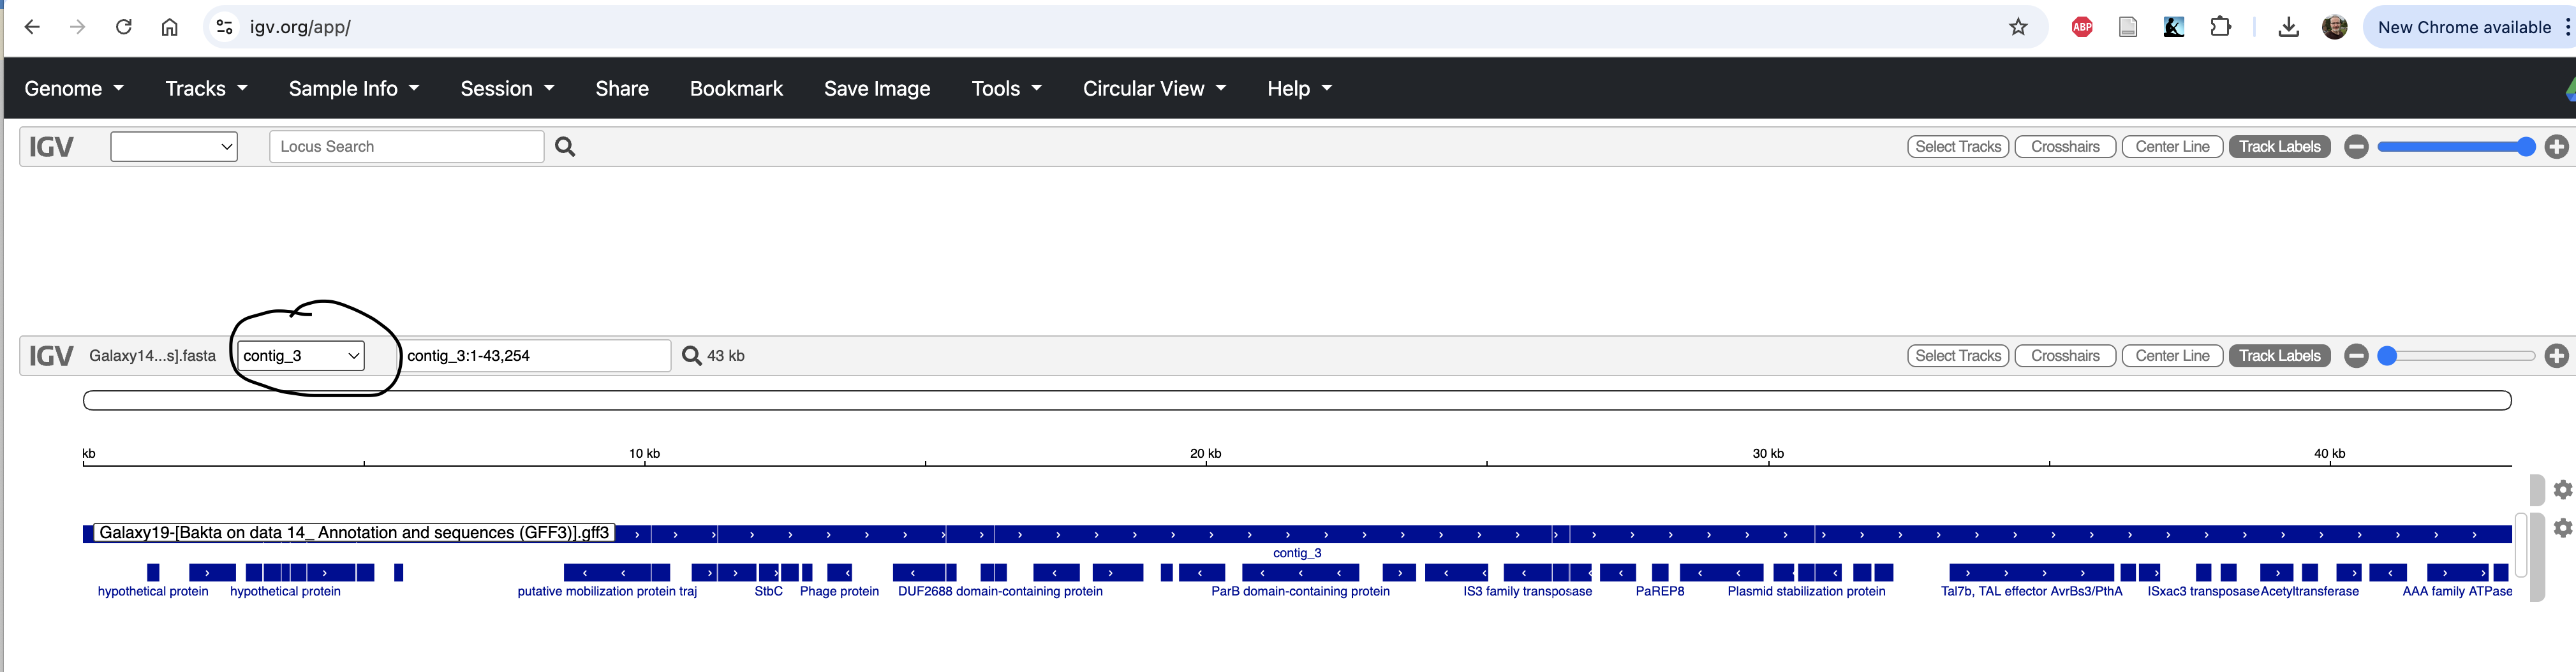 igv.org/app/
ABP
New Chrome available
Genome Tracks Sample Info Session Share Bookmark Save Image Tools Circular View Help
IGV Locus Search Select Tracks Crosshairs Center Line Track Labels
IGV Galaxy14...s].fasta contig_3 contig_3:1-43,254 43 kb Select Tracks Crosshairs Center Line Track Labels
kb 10 kb 20 kb 30 kb 40 kb
Galaxy19-[Bakta on data 14_ Annotation and sequences (GFF3)].gff3
contig_3
hypothetical protein hypothetical protein putative mobilization protein traj StbC Phage protein DUF2688 domain-containing protein ParB domain-containing protein IS3 family transposase PaREP8 Plasmid stabilization protein Tal7b, TAL effector AvrBs3/PthA ISxac3 transposase Acetyltransferase AAA family ATPase